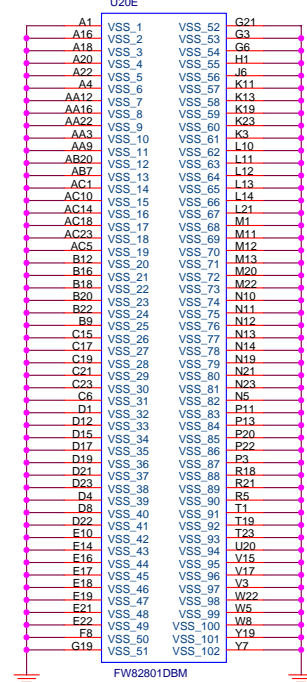 U20E
A1 VSS_1 VSS_52 G21
A16 VSS_2 VSS_53 G3
A18 VSS_3 VSS_54 G6
A20 VSS_4 VSS_55 H1
A22 VSS_5 VSS_56 J6
A4 VSS_6 VSS_57 K11
AA12 VSS_7 VSS_58 K13
AA16 VSS_8 VSS_59 K19
AA22 VSS_9 VSS_60 K23
AA3 VSS_10 VSS_61 K3
AA9 VSS_11 VSS_62 L10
AB20 VSS_12 VSS_63 L11
AB7 VSS_13 VSS_64 L12
AC1 VSS_14 VSS_65 L13
AC10 VSS_15 VSS_66 L14
AC14 VSS_16 VSS_67 L21
AC18 VSS_17 VSS_68 M1
AC23 VSS_18 VSS_69 M11
AC5 VSS_19 VSS_70 M12
B12 VSS_20 VSS_71 M13
B16 VSS_21 VSS_72 M20
B18 VSS_22 VSS_73 M22
B20 VSS_23 VSS_74 N10
B22 VSS_24 VSS_75 N11
B9 VSS_25 VSS_76 N12
C15 VSS_26 VSS_77 N13
C17 VSS_27 VSS_78 N14
C19 VSS_28 VSS_79 N19
C21 VSS_29 VSS_80 N21
C23 VSS_30 VSS_81 N23
C6 VSS_31 VSS_82 N5
D1 VSS_32 VSS_83 P11
D12 VSS_33 VSS_84 P13
D15 VSS_34 VSS_85 P20
D17 VSS_35 VSS_86 P22
D19 VSS_36 VSS_87 P3
D21 VSS_37 VSS_88 R18
D23 VSS_38 VSS_89 R21
D4 VSS_39 VSS_90 R5
D8 VSS_40 VSS_91 T1
D22 VSS_41 VSS_92 T19
E10 VSS_42 VSS_93 T23
E14 VSS_43 VSS_94 U20
E16 VSS_44 VSS_95 V15
E17 VSS_45 VSS_96 V17
E18 VSS_46 VSS_97 V3
E19 VSS_47 VSS_98 W22
E21 VSS_48 VSS_99 W5
E22 VSS_49 VSS_100 W8
F8 VSS_50 VSS_101 Y19
G19 VSS_51 VSS_102 Y7
FW82801DBM